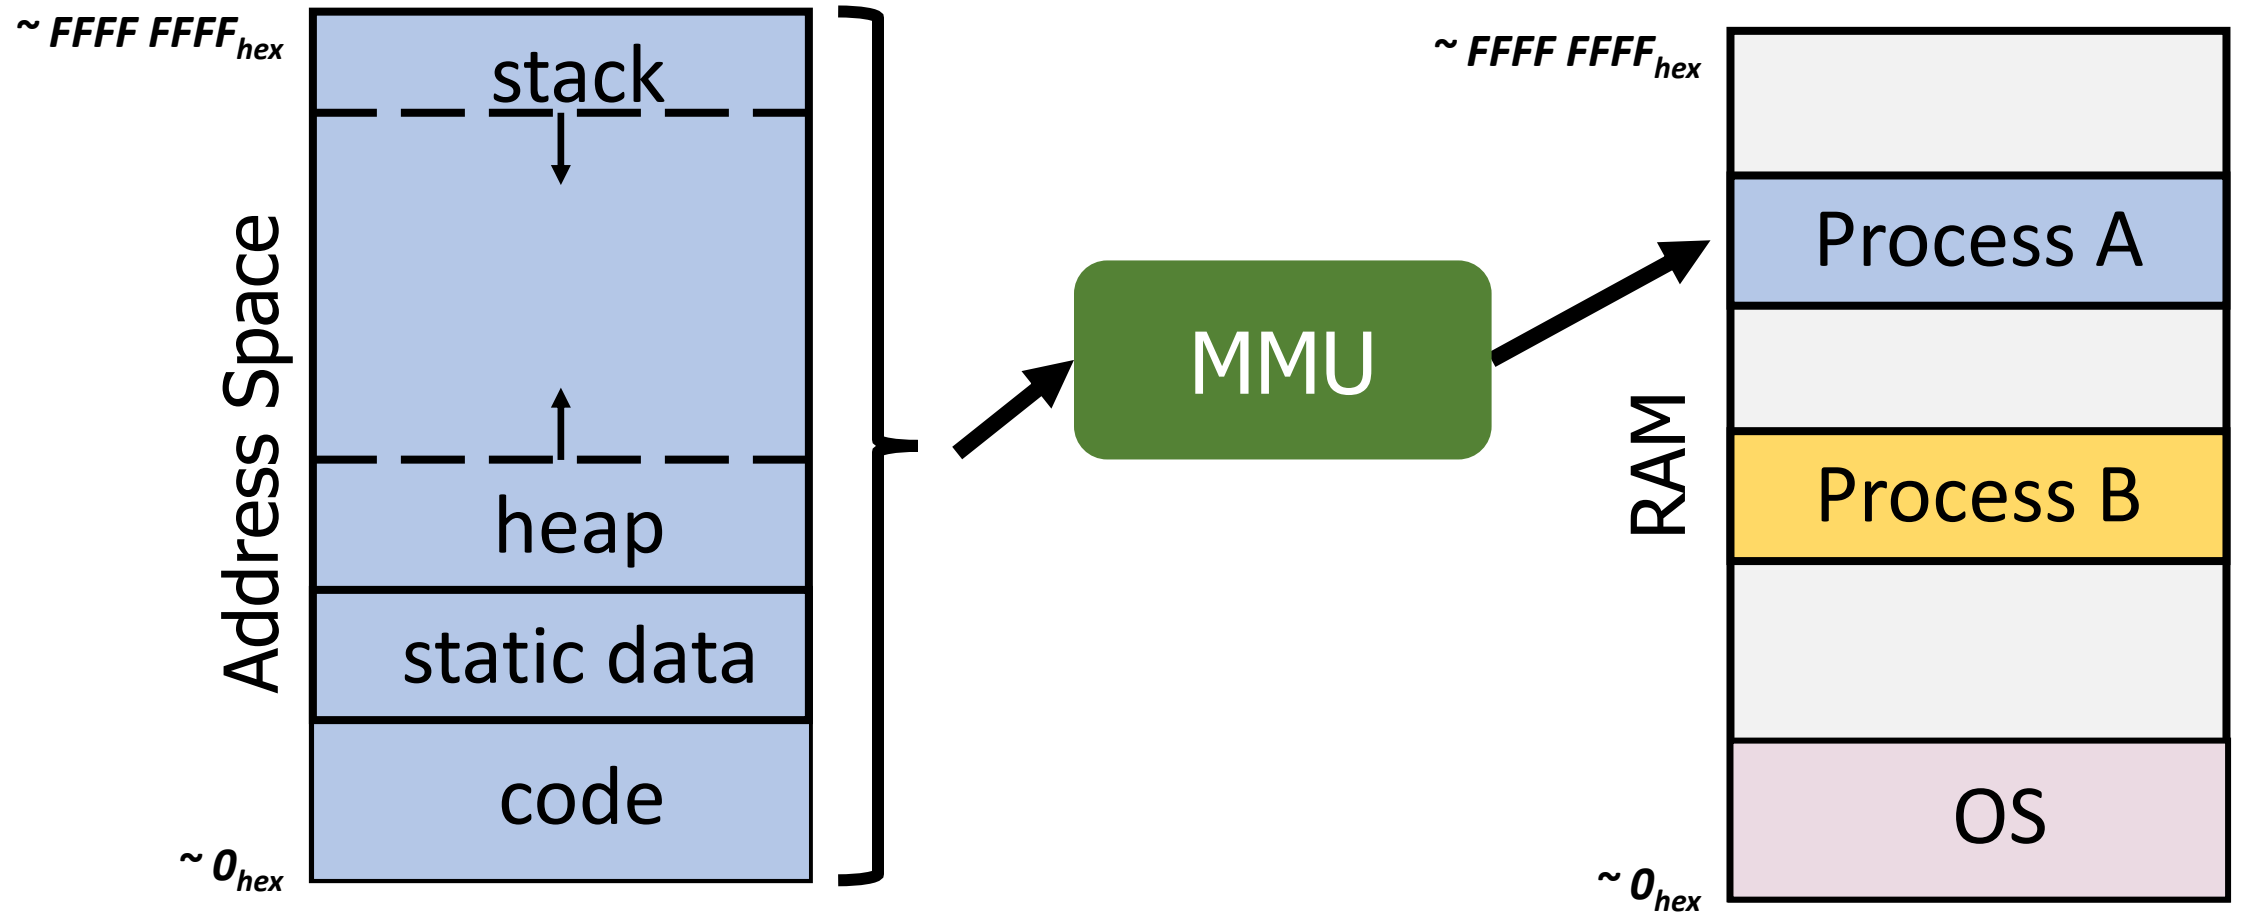 ~ FFFF FFFFhex
stack
Address Space
heap
static data
code
~ 0hex
MMU
~ FFFF FFFFhex
Process A
RAM
Process B
OS
~ 0hex